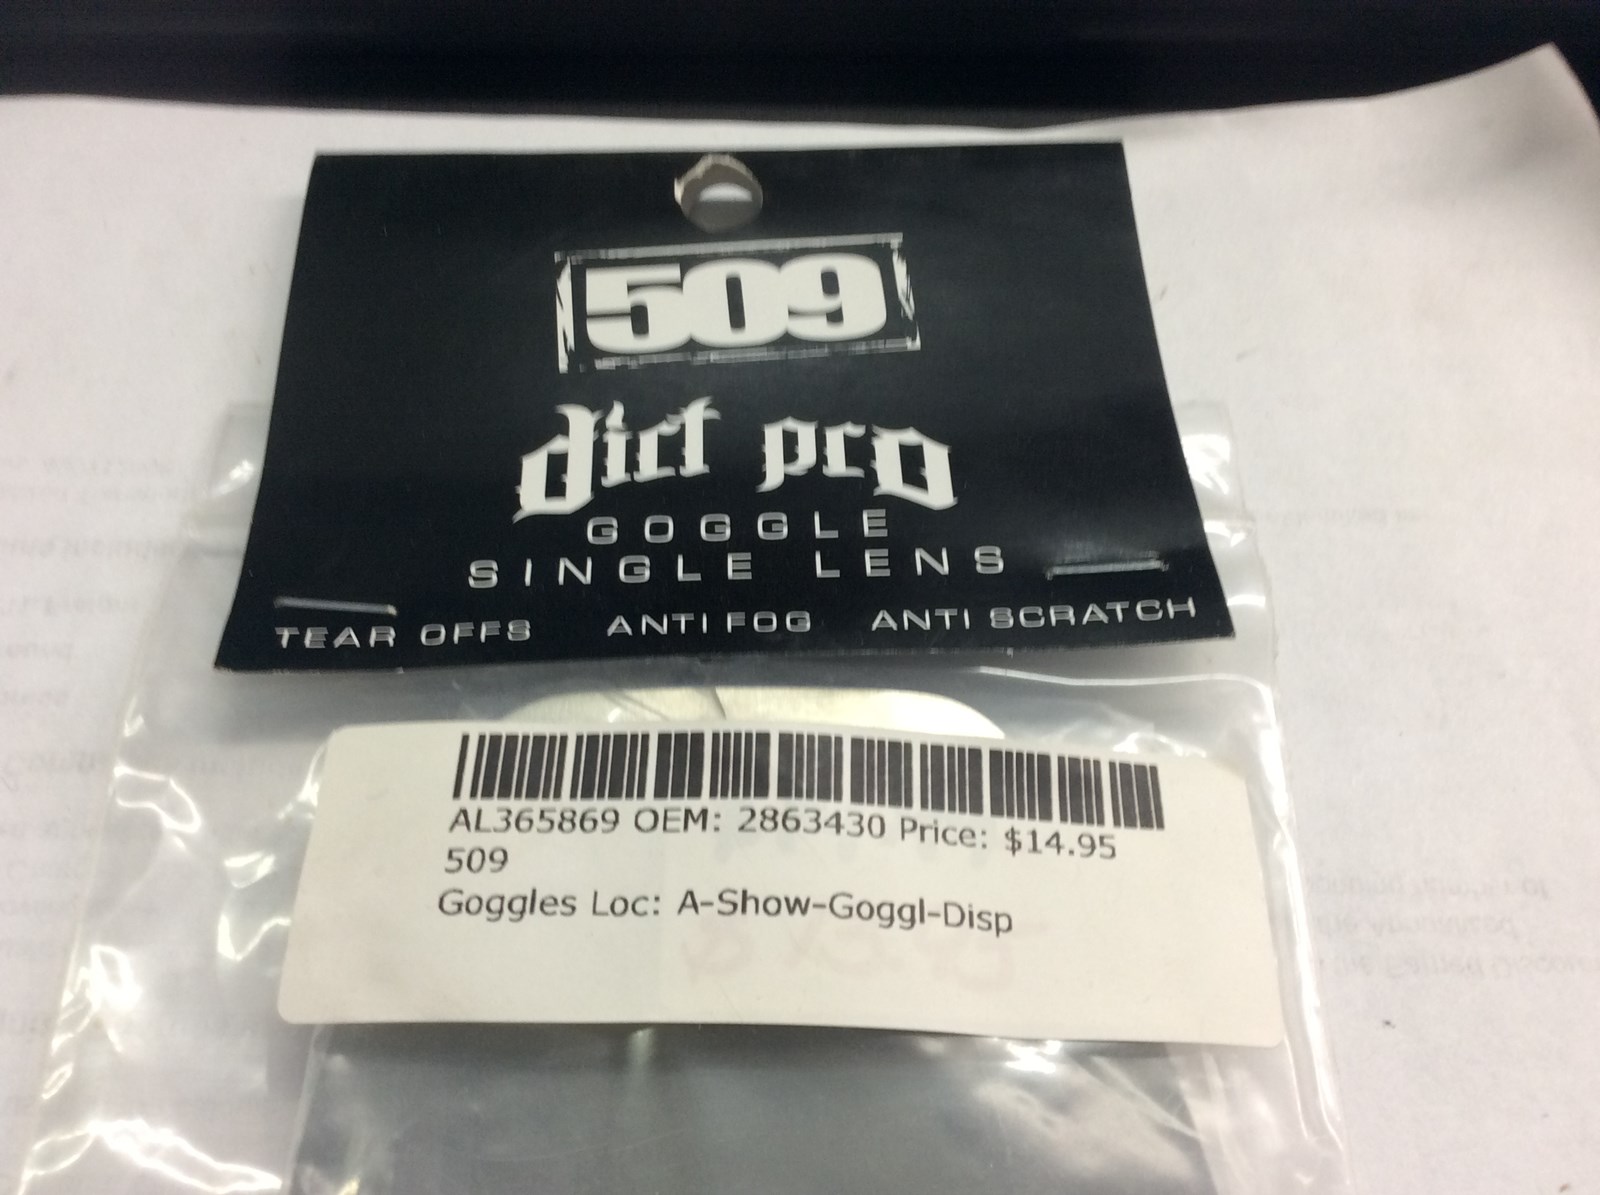 509
dirt pro
GOGGLE
SINGLE LENS
TEAR OFFS ANTI FOG ANTI SCRATCH
AL365869 OEM: 2863430 Price: $14.95
509
Goggles Loc: A-Show-Goggl-Disp